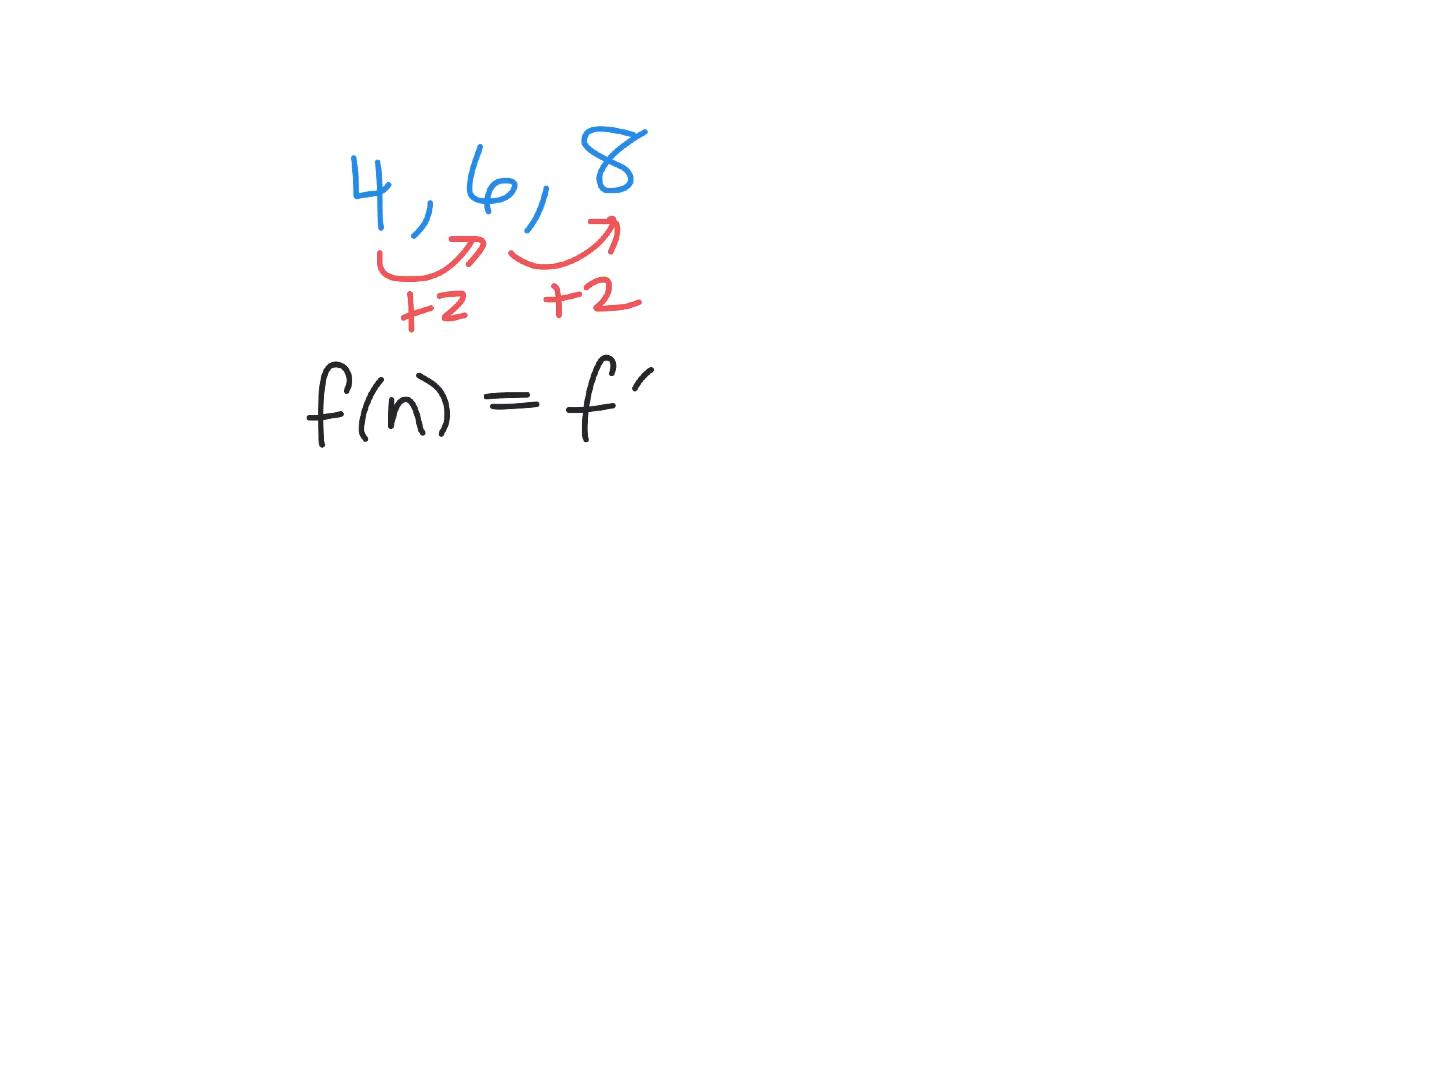 4, 6, 8
+2 +2
f(n) = f'